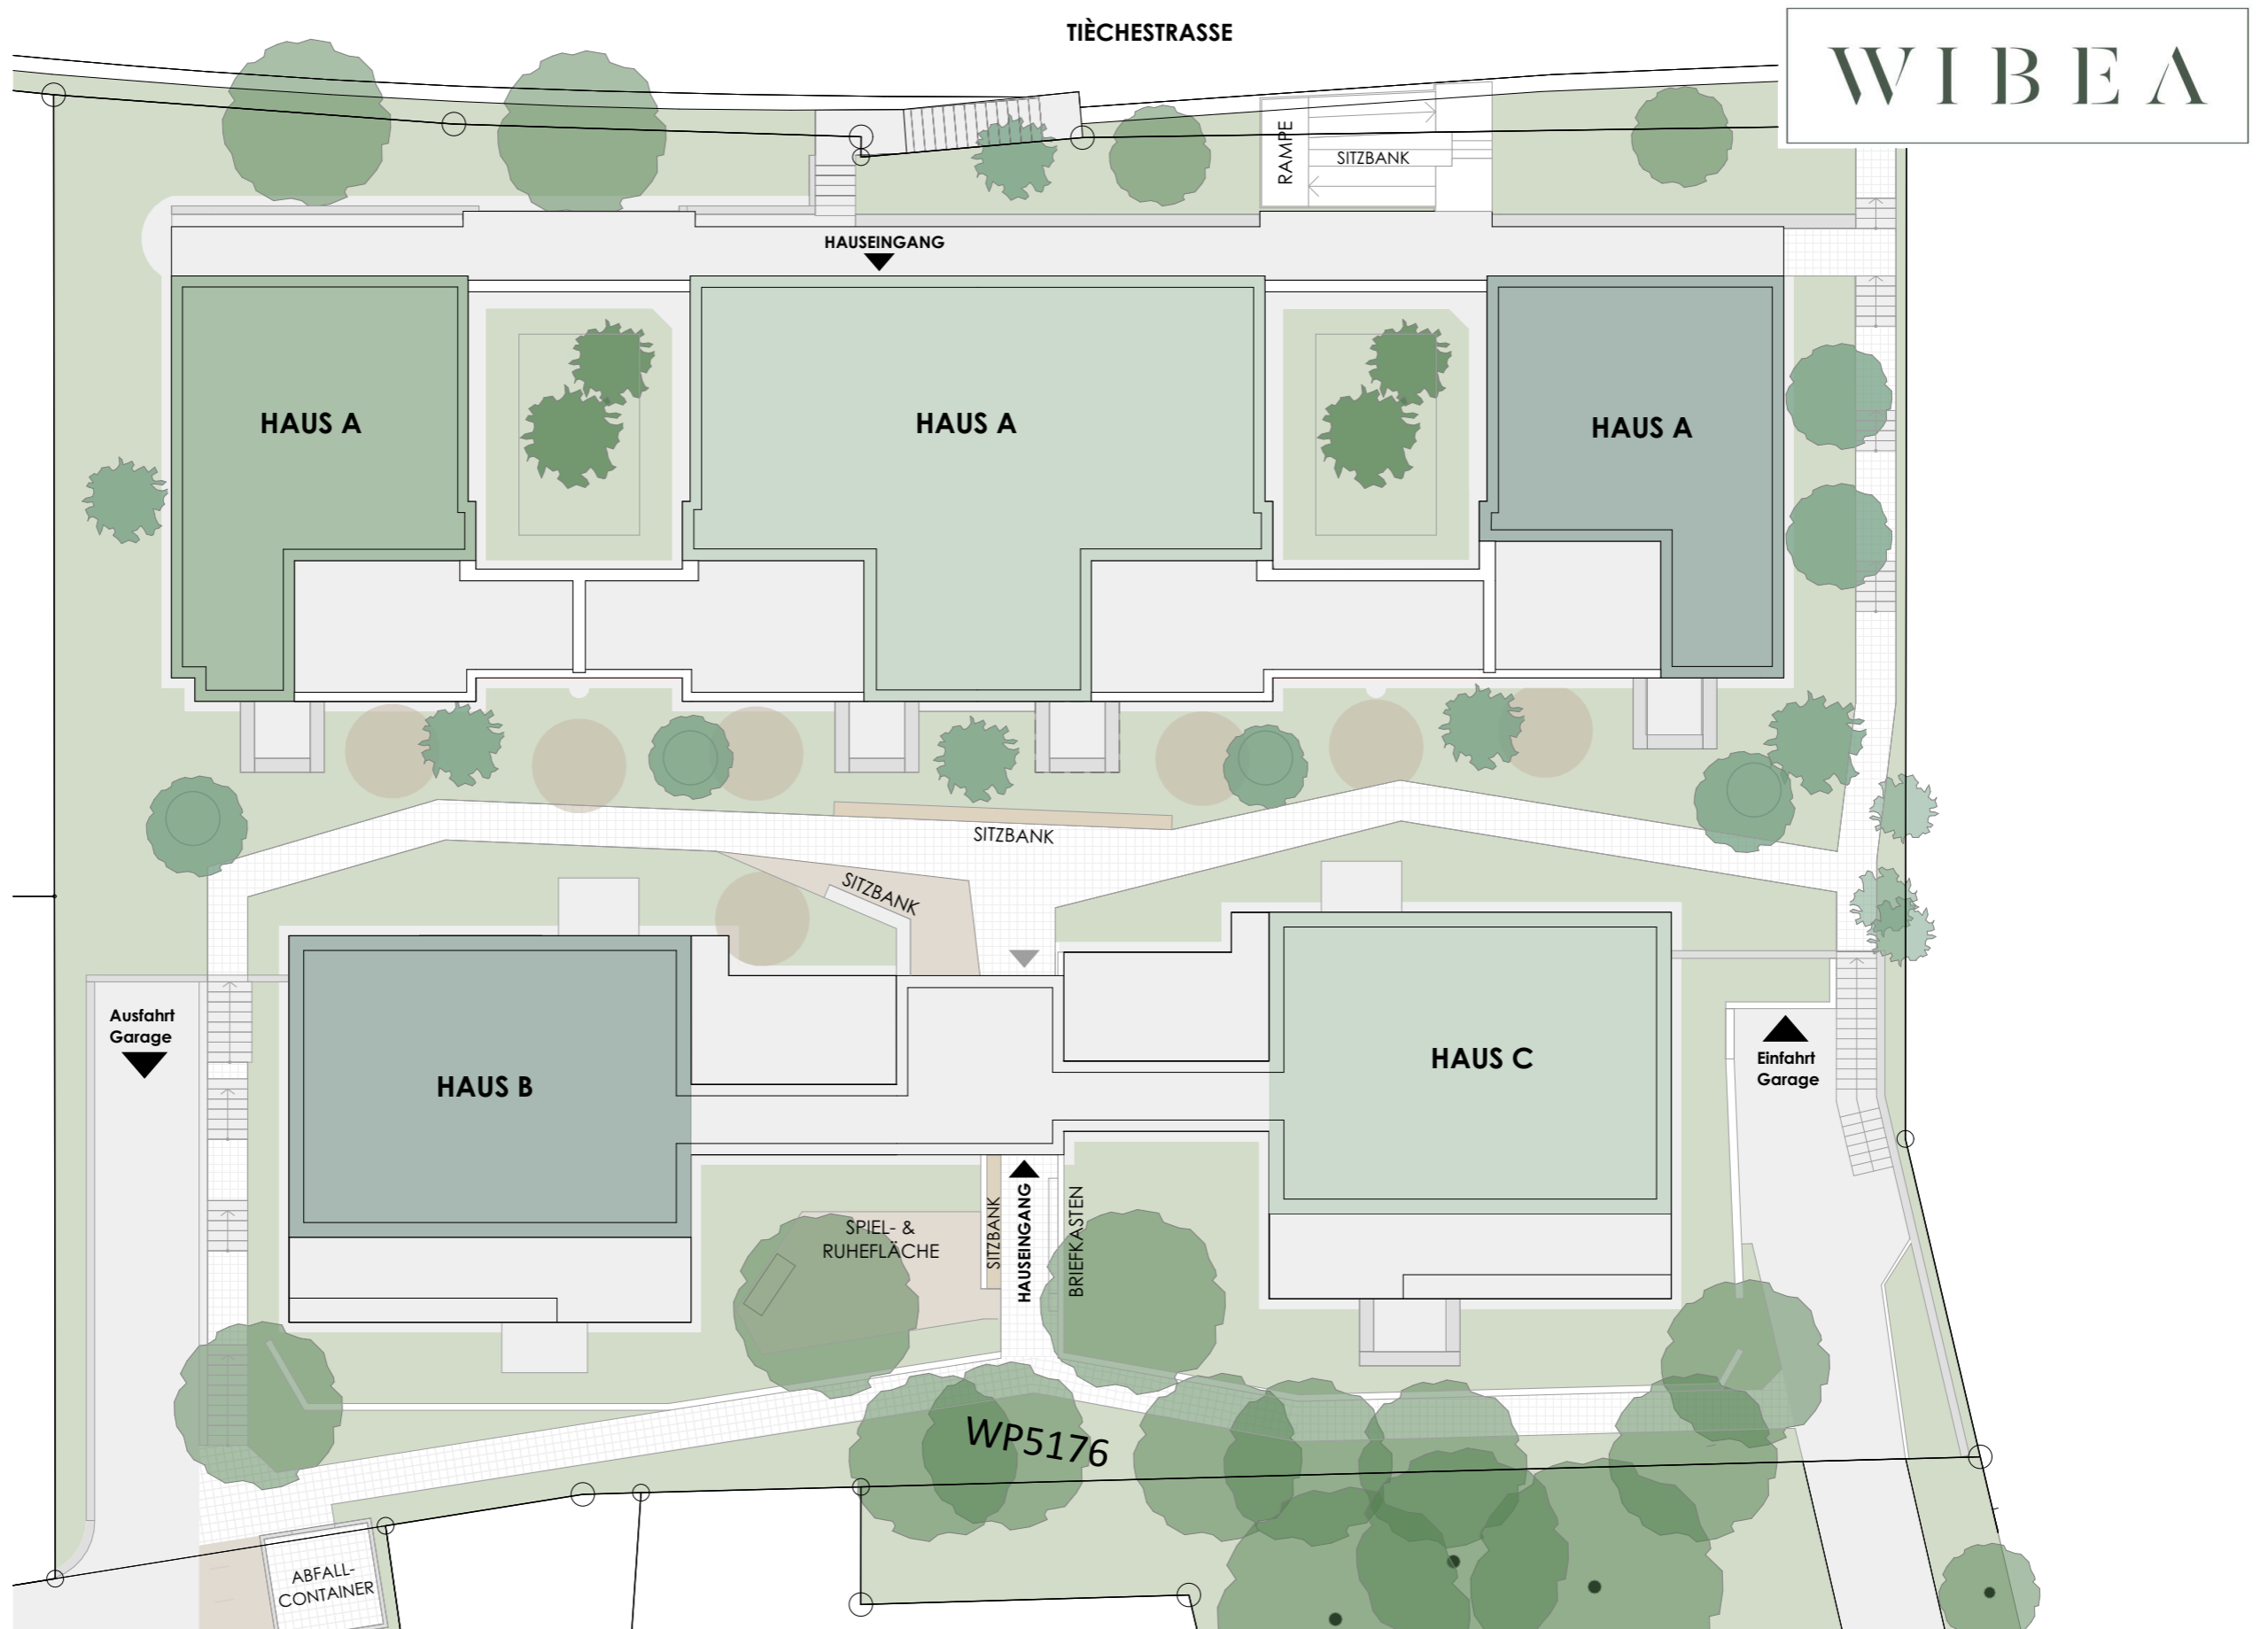 TIÈCHESTRASSE
WIBEA
RAMPE
SITZBANK
HAUSEINGANG
HAUS A
HAUS A
HAUS A
SITZBANK
SITZBANK
Ausfahrt
Garage
HAUS B
HAUS C
Einfahrt
Garage
SPIEL- &
RUHEFLÄCHE
SITZBANK
HAUSEINGANG
BRIEFKASTEN
WP5176
ABFALL-
CONTAINER